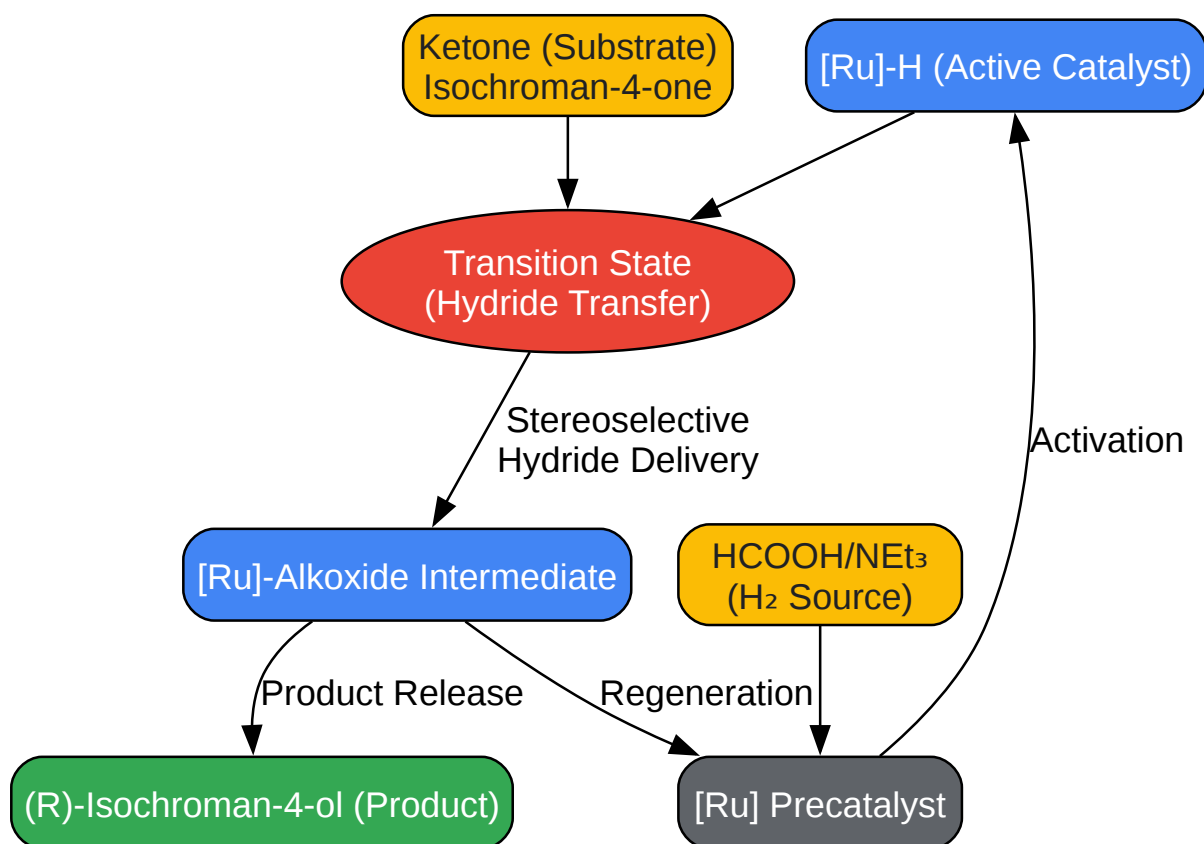 Ketone (Substrate)
Isochroman-4-one
[Ru]-H (Active Catalyst)
Transition State
(Hydride Transfer)
Stereoselective
Hydride Delivery
Activation
[Ru]-Alkoxide Intermediate
HCOOH/NEt₃
(H₂ Source)
Product Release
Regeneration
(R)-Isochroman-4-ol (Product)
[Ru] Precatalyst